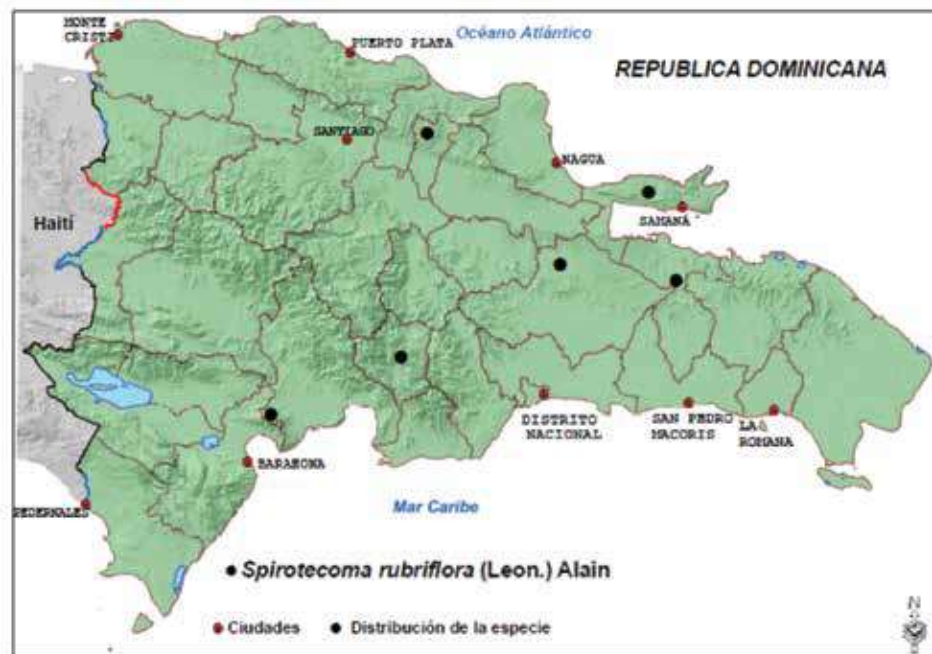 MONTE
CRISTI
Océano Atlántico
PUERTO PLATA
REPUBLICA DOMINICANA
SANTIAGO
NAGUA
SAMANÁ
Haití
DISTRITO
NACIONAL
SAN PEDRO
MACORIS
LA
ROMANA
BARAHONA
PEDERNALES
Mar Caribe
Spirotecoma rubriflora (Leon.) Alain
Ciudades
Distribución de la especie
N